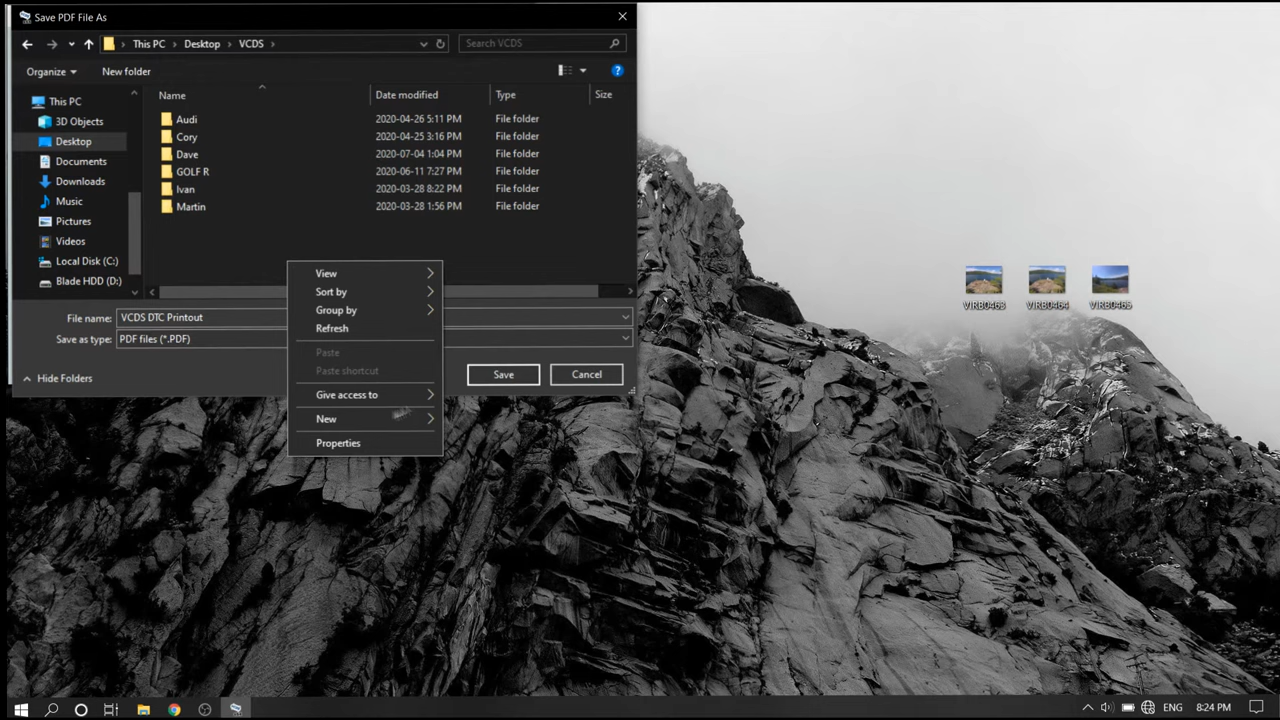 Save PDF File As
This PC > Desktop > VCDS >
Search VCDS
Organize
New folder
Name
Date modified
Type
Size
This PC
3D Objects
Desktop
Documents
Downloads
Music
Pictures
Videos
Local Disk (C:)
Blade HDD (D:)
Audi 2020-04-26 5:11 PM File folder
Cory 2020-04-25 3:16 PM File folder
Dave 2020-07-04 1:04 PM File folder
GOLF R 2020-06-11 7:27 PM File folder
Ivan 2020-03-28 8:22 PM File folder
Martin 2020-03-28 1:56 PM File folder
View
Sort by
Group by
Refresh
Paste
Paste shortcut
Give access to
New
Properties
File name: VCDS DTC Printout
Save as type: PDF files (*.PDF)
Hide Folders
Save
Cancel
VIRB0463
VIRB0464
VIRB0465
ENG
8:24 PM